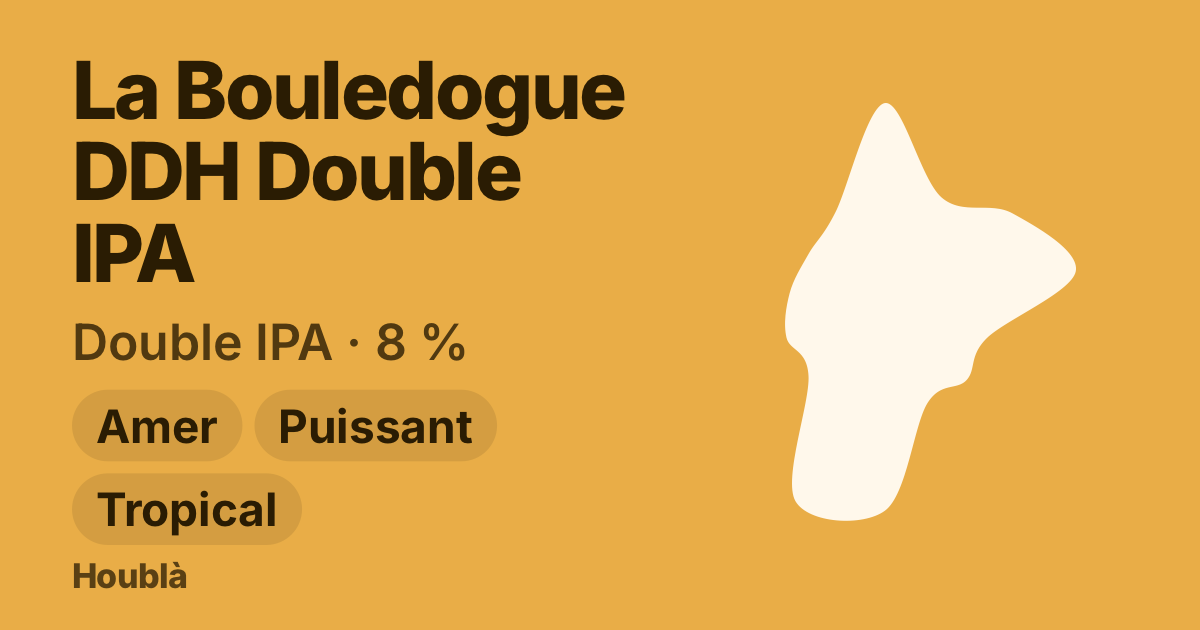 La Bouledogue
DDH Double
IPA
Double IPA · 8 %
Amer Puissant
Tropical
Houblà